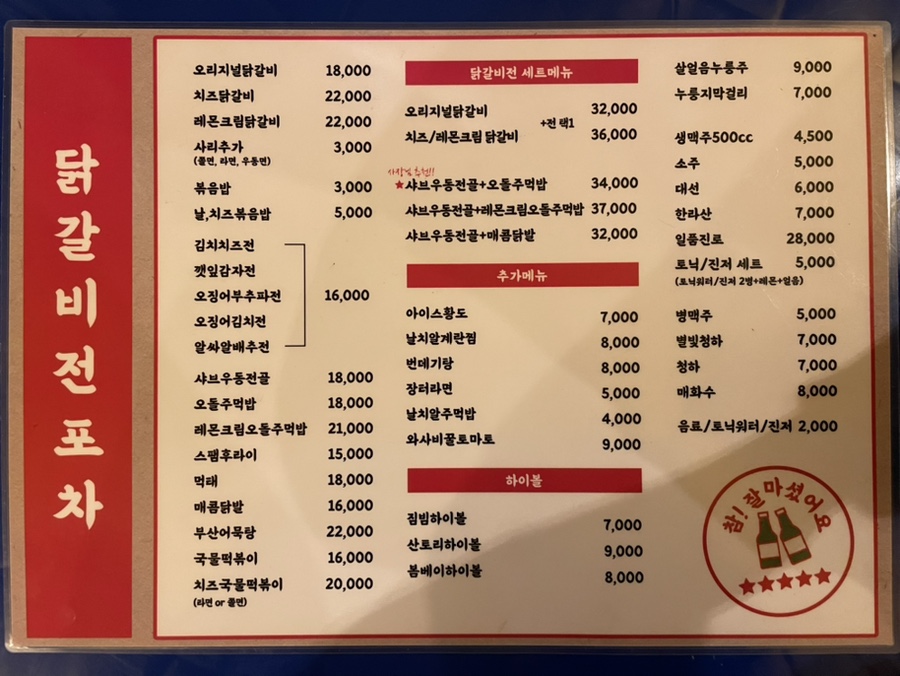 닭갈비전포차
오리지널닭갈비 18,000
치즈닭갈비 22,000
레몬크림닭갈비 22,000
사리추가 3,000
(쫄면, 라면, 우동면)
볶음밥 3,000
날,치즈볶음밥 5,000
김치치즈전
깻잎감자전
오징어부추파전 16,000
오징어김치전
알싸알배추전
샤브우동전골 18,000
오돌주먹밥 18,000
레몬크림오돌주먹밥 21,000
스팸후라이 15,000
먹태 18,000
매콤닭발 16,000
부산어묵탕 22,000
국물떡볶이 16,000
치즈국물떡볶이 20,000
(라면 or 쫄면)
닭갈비전 세트메뉴
오리지널닭갈비 32,000
+전 택1
치즈/레몬크림 닭갈비 36,000
사장님 추천!!
★샤브우동전골+오돌주먹밥 34,000
샤브우동전골+레몬크림오돌주먹밥 37,000
샤브우동전골+매콤닭발 32,000
추가메뉴
아이스황도 7,000
날치알계란찜 8,000
번데기탕 8,000
장터라면 5,000
날치알주먹밥 4,000
와사비꿀토마토 9,000
하이볼
짐빔하이볼 7,000
산토리하이볼 9,000
봄베이하이볼 8,000
살얼음누룽주 9,000
누룽지막걸리 7,000
생맥주500cc 4,500
소주 5,000
대선 6,000
한라산 7,000
일품진로 28,000
토닉/진저 세트 5,000
(토닉워터/진저 2병+레몬+얼음)
병맥주 5,000
별빛청하 7,000
청하 7,000
매화수 8,000
음료/토닉워터/진저 2,000
참! 잘마셨어요
★★★★★